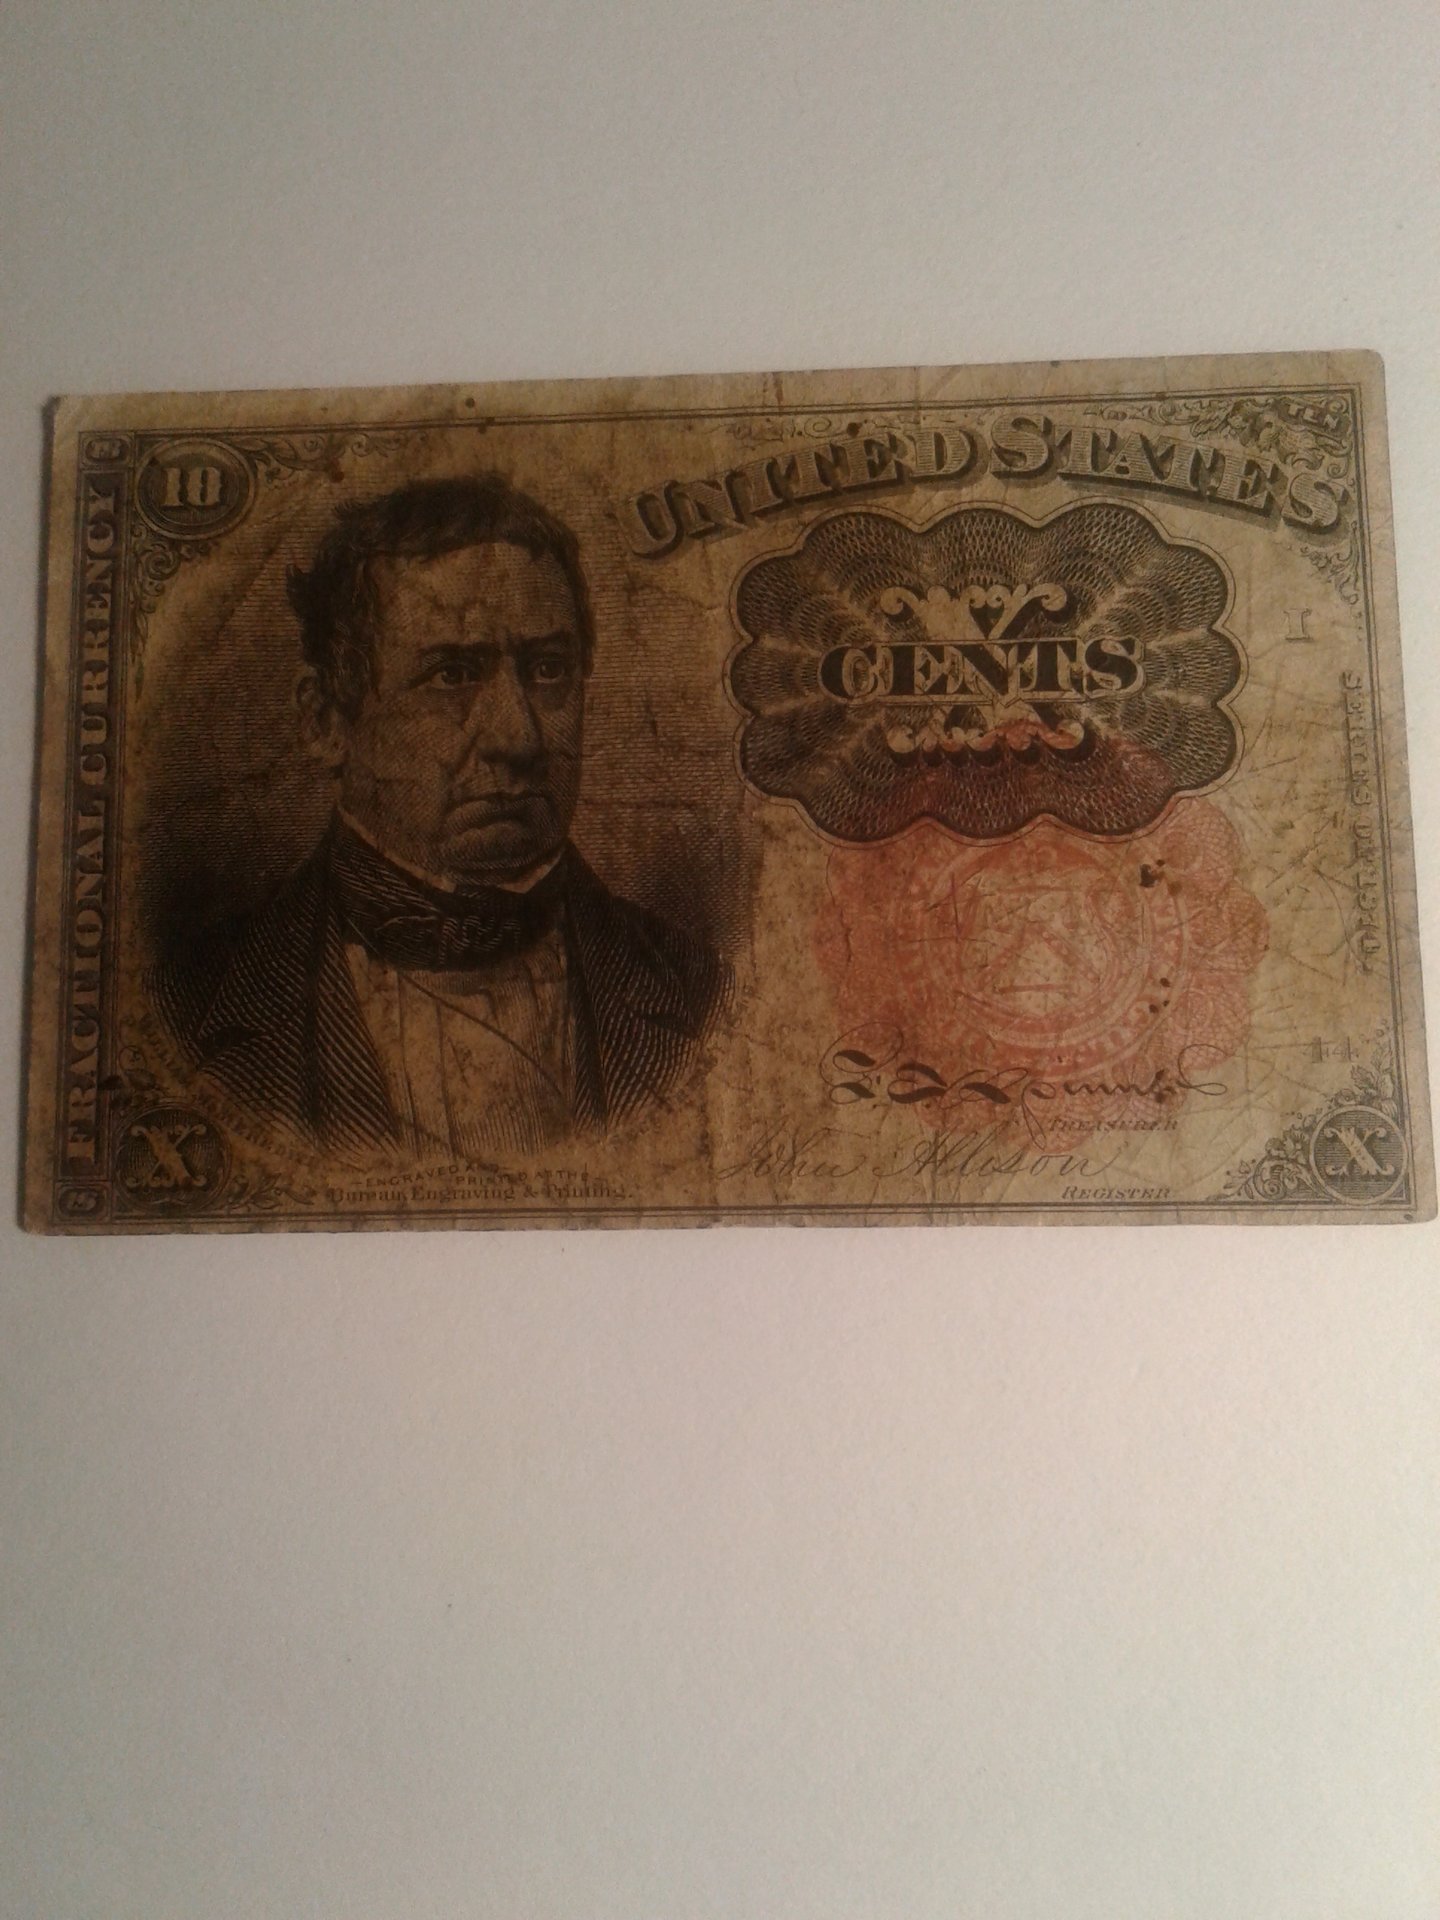 10
UNITED STATES
FRACTIONAL CURRENCY
X
CENTS
I
SERIES OF 1874
John Allison
TREASURER
REGISTER
ENGRAVED AND PRINTED AT THE
Bureau, Engraving & Printing.
X
X